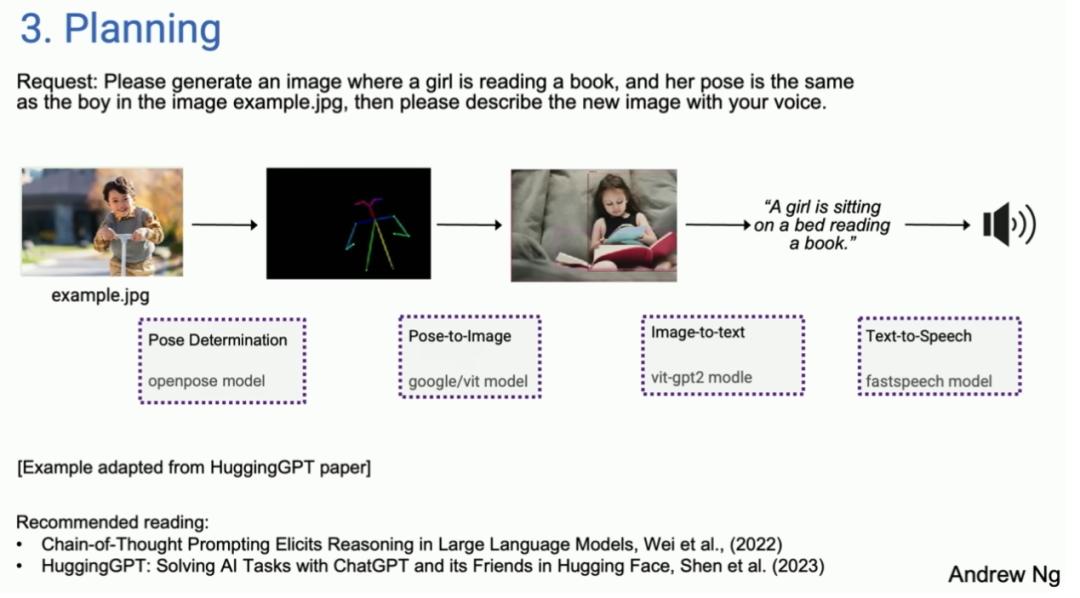 3. Planning
Request: Please generate an image where a girl is reading a book, and her pose is the same
as the boy in the image example.jpg, then please describe the new image with your voice.
“A girl is sitting
on a bed reading
a book.”
example.jpg
Pose Determination
openpose model
Pose-to-Image
google/vit model
Image-to-text
vit-gpt2 modle
Text-to-Speech
fastspeech model
[Example adapted from HuggingGPT paper]
Recommended reading:
• Chain-of-Thought Prompting Elicits Reasoning in Large Language Models, Wei et al., (2022)
• HuggingGPT: Solving AI Tasks with ChatGPT and its Friends in Hugging Face, Shen et al. (2023)
Andrew Ng